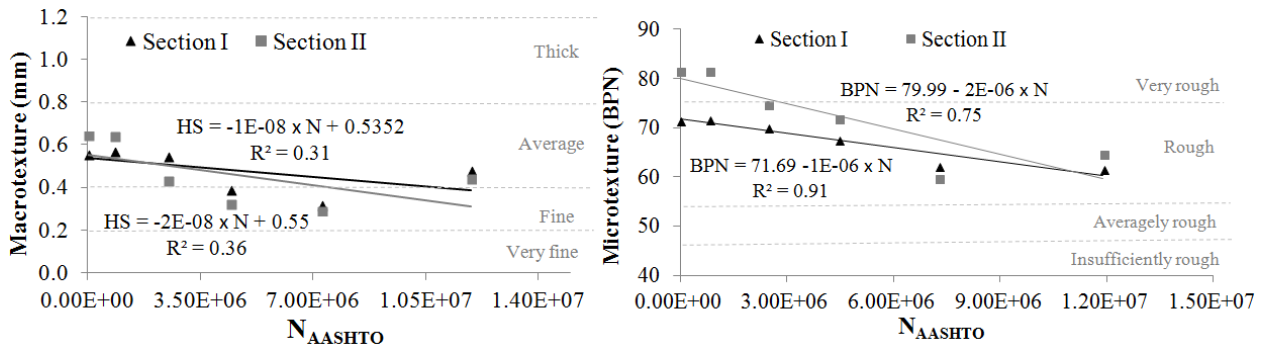 Macrotexture (mm)
1.2
1.0
0.8
0.6
0.4
0.2
0.0
Section I
Section II
Thick
HS = -1E-08 x N + 0.5352
R² = 0.31
Average
HS = -2E-08 x N + 0.55
R² = 0.36
Fine
Very fine
0.00E+00
3.50E+06
7.00E+06
1.05E+07
1.40E+07
NAASHTO
Microtexture (BPN)
90
80
70
60
50
40
Section I
Section II
BPN = 79.99 - 2E-06 x N
R² = 0.75
Very rough
Rough
BPN = 71.69 -1E-06 x N
R² = 0.91
Averagely rough
Insufficiently rough
0.00E+00
3.00E+06
6.00E+06
9.00E+06
1.20E+07
1.50E+07
NAASHTO